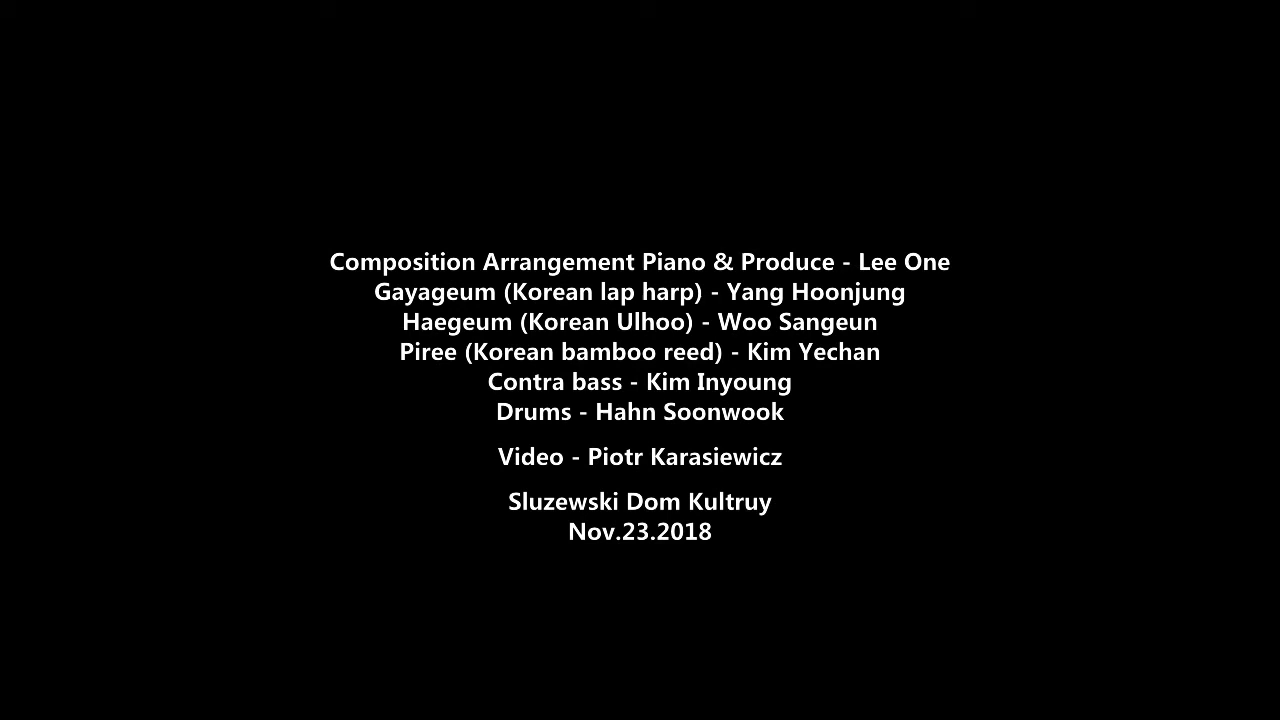 Composition Arrangement Piano & Produce - Lee One
Gayageum (Korean lap harp) - Yang Hoonjung
Haegeum (Korean Ulhoo) - Woo Sangeun
Piree (Korean bamboo reed) - Kim Yechan
Contra bass - Kim Inyoung
Drums - Hahn Soonwook
Video - Piotr Karasiewicz
Sluzewski Dom Kultruy
Nov.23.2018